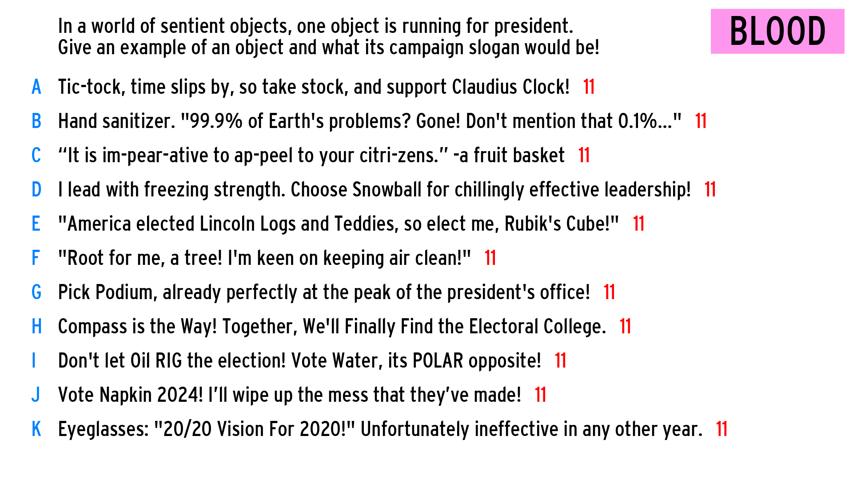 In a world of sentient objects, one object is running for president.
Give an example of an object and what its campaign slogan would be!
BLOOD
A Tic-tock, time slips by, so take stock, and support Claudius Clock! 11
B Hand sanitizer. "99.9% of Earth's problems? Gone! Don't mention that 0.1%..." 11
C “It is im-pear-ative to ap-peel to your citri-zens.” -a fruit basket 11
D I lead with freezing strength. Choose Snowball for chillingly effective leadership! 11
E "America elected Lincoln Logs and Teddies, so elect me, Rubik's Cube!" 11
F "Root for me, a tree! I'm keen on keeping air clean!" 11
G Pick Podium, already perfectly at the peak of the president's office! 11
H Compass is the Way! Together, We'll Finally Find the Electoral College. 11
I Don't let Oil RIG the election! Vote Water, its POLAR opposite! 11
J Vote Napkin 2024! I’ll wipe up the mess that they’ve made! 11
K Eyeglasses: "20/20 Vision For 2020!" Unfortunately ineffective in any other year. 11